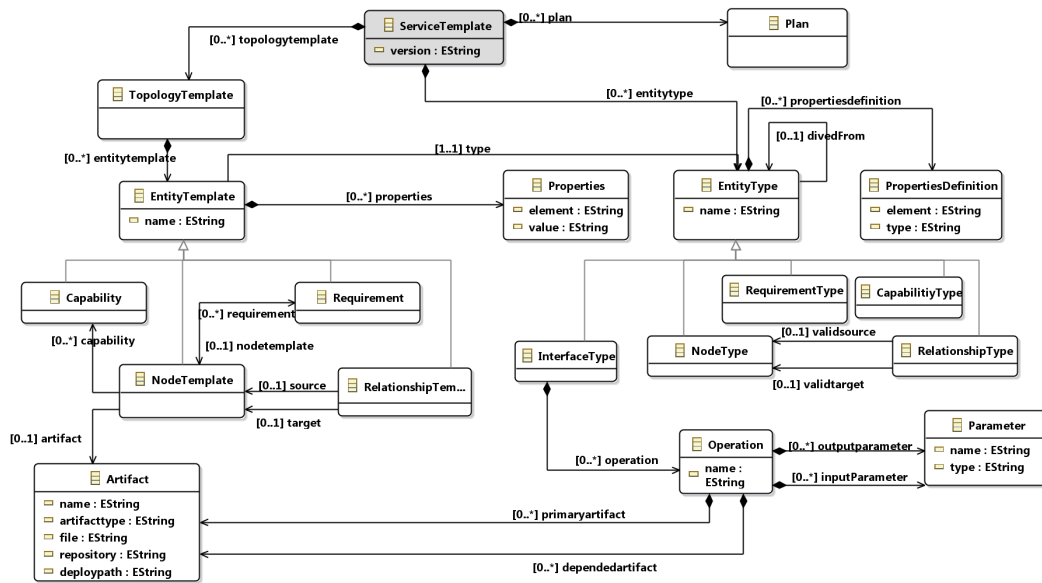 ServiceTemplate
version : EString
[0..*] plan
Plan
[0..*] topologytemplate
TopologyTemplate
[0..*] entitytype
[0..*] propertiesdefinition
[0..1] divedFrom
[0..*] entitytemplate
[1..1] type
EntityTemplate
name : EString
[0..*] properties
Properties
element : EString
value : EString
EntityType
name : EString
PropertiesDefinition
element : EString
type : EString
Capability
Requirement
RequirementType
CapabilitiyType
[0..*] requirement
[0..*] capability
[0..1] nodetemplate
NodeTemplate
[0..1] source
RelationshipTem...
[0..1] target
InterfaceType
NodeType
[0..1] validsource
RelationshipType
[0..1] validtarget
[0..1] artifact
Artifact
name : EString
artifacttype : EString
file : EString
repository : EString
deploypath : EString
[0..*] operation
Operation
name :
EString
[0..*] outputparameter
[0..*] inputParameter
Parameter
name : EString
type : EString
[0..*] primaryartifact
[0..*] dependedartifact